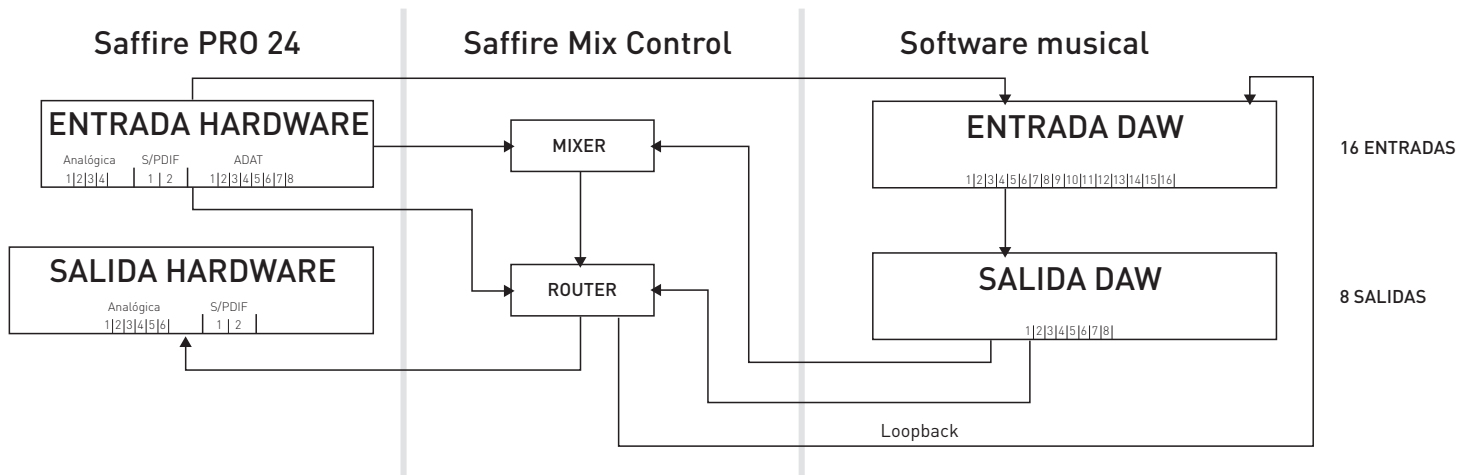 Saffire PRO 24
Saffire Mix Control
Software musical
ENTRADA HARDWARE
Analógica S/PDIF ADAT
1|2|3|4| 1 | 2 1|2|3|4|5|6|7|8
MIXER
ENTRADA DAW
1|2|3|4|5|6|7|8|9|10|11|12|13|14|15|16|
16 ENTRADAS
SALIDA HARDWARE
Analógica S/PDIF
1|2|3|4|5|6| 1 | 2 |
ROUTER
SALIDA DAW
1|2|3|4|5|6|7|8|
8 SALIDAS
Loopback